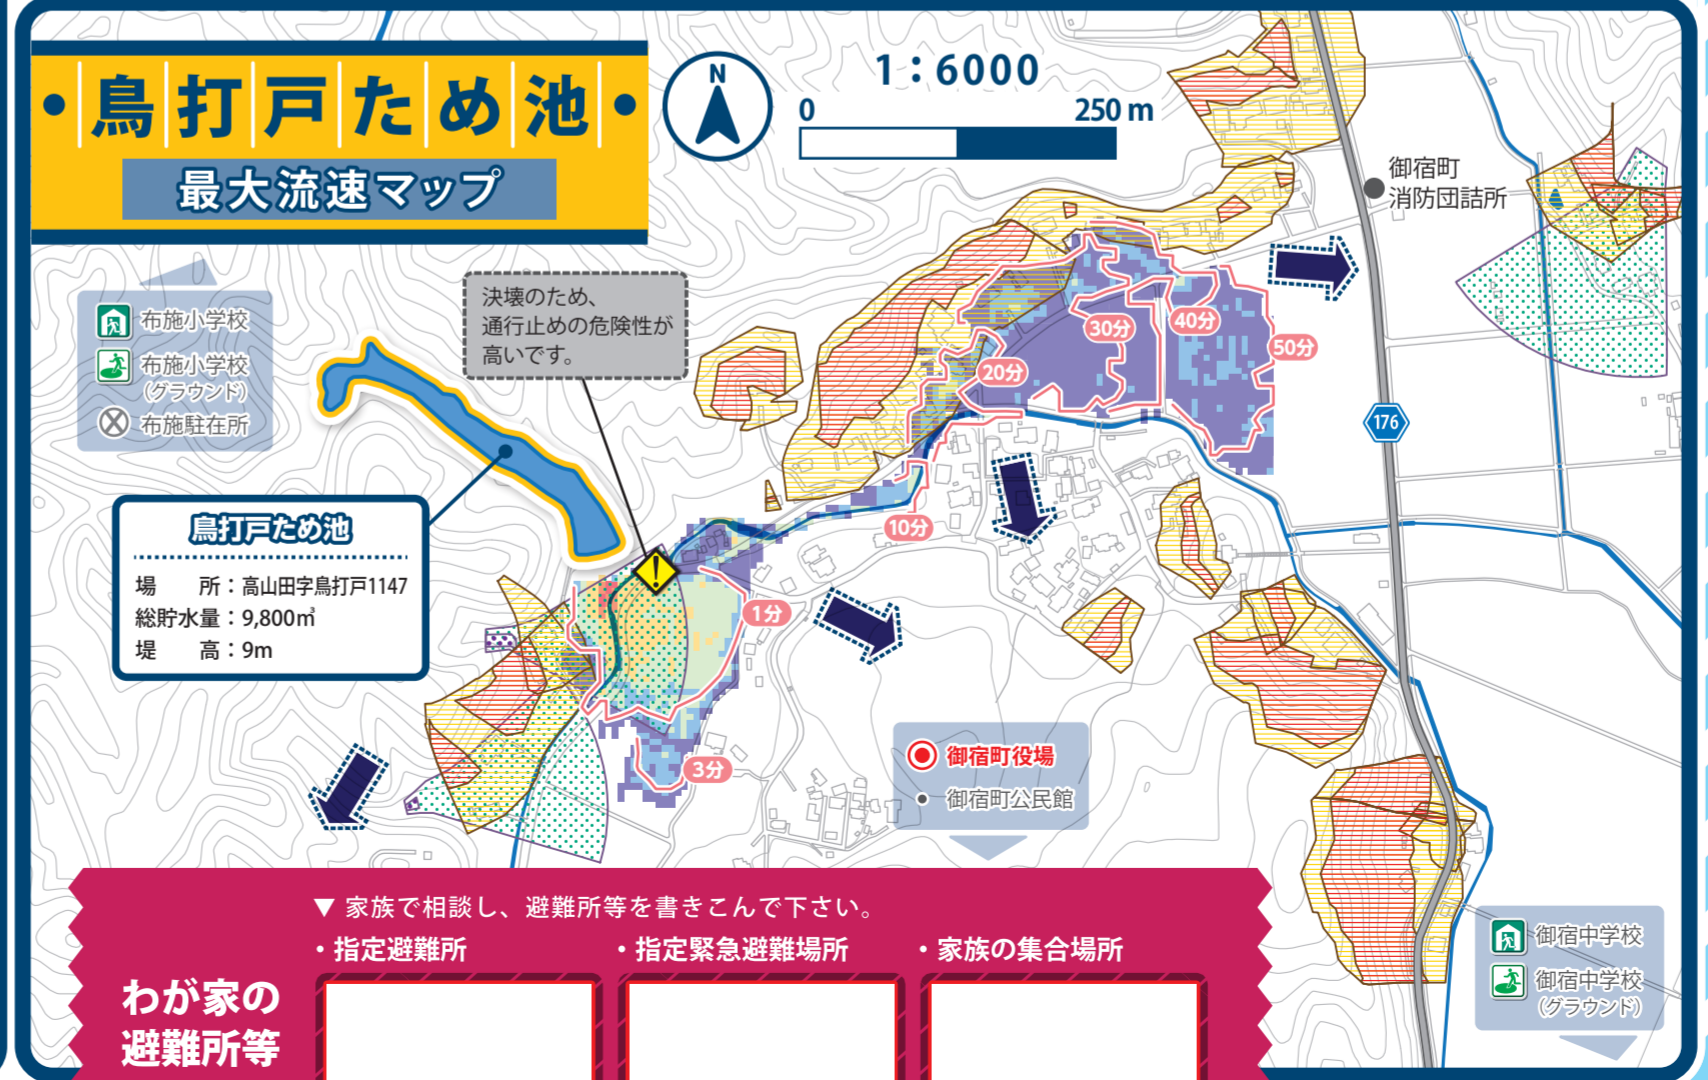 鳥打戸ため池
最大流速マップ
N
1：6000
0 250 m
御宿町
消防団詰所
布施小学校
布施小学校
(グラウンド)
布施駐在所
決壊のため、
通行止めの危険性が
高いです。
鳥打戸ため池
場　所：高山田字鳥打戸1147
総貯水量：9,800㎥
堤　高：9m
30分
40分
50分
20分
10分
1分
3分
176
!
御宿町役場
御宿町公民館
御宿中学校
御宿中学校
(グラウンド)
▼ 家族で相談し、避難所等を書きこんで下さい。
・指定避難所
・指定緊急避難場所
・家族の集合場所
わが家の
避難所等